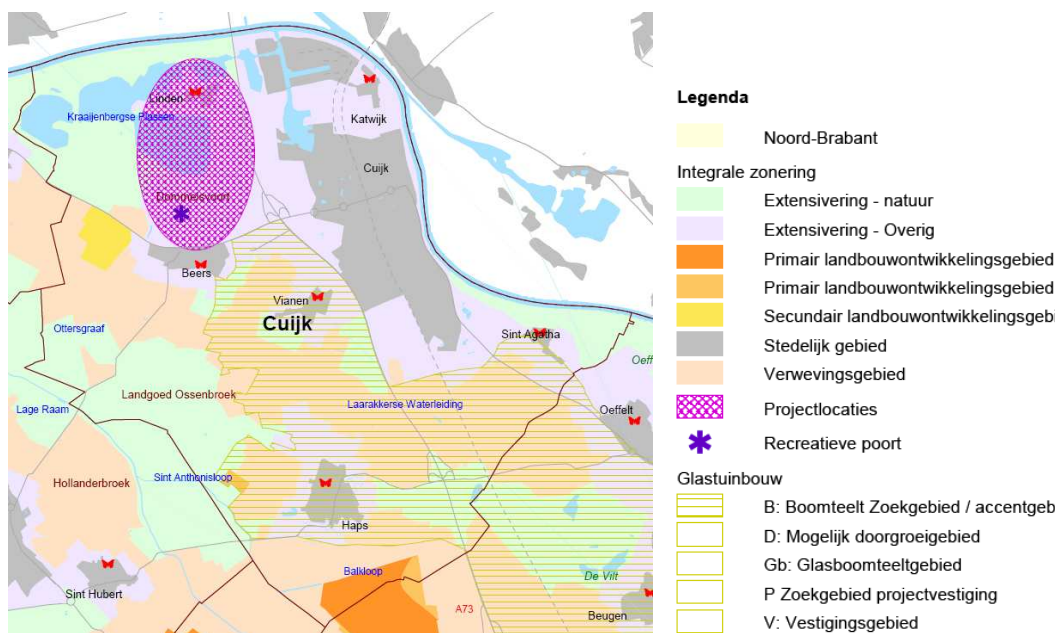 Linden
Kraaijenbergse Plassen
Katwijk
Cuijk
Dommelsvoort
Beers
Vianen
Cuijk
Ottersgraaf
Sint Agatha
Oeff
Landgoed Ossenbroek
Lage Raam
Laarakkerse Waterleiding
Oeffelt
Hollanderbroek
Sint Anthonisloop
Haps
Balkloop
De Vilt
Sint Hubert
A73
Beugen
Legenda
Noord-Brabant
Integrale zonering
Extensivering - natuur
Extensivering - Overig
Primair landbouwontwikkelingsgebied
Primair landbouwontwikkelingsgebied
Secundair landbouwontwikkelingsgebi
Stedelijk gebied
Verwevingsgebied
Projectlocaties
Recreatieve poort
Glastuinbouw
B: Boomteelt Zoekgebied / accentgeb
D: Mogelijk doorgroeigebied
Gb: Glasboomteeltgebied
P Zoekgebied projectvestiging
V: Vestigingsgebied